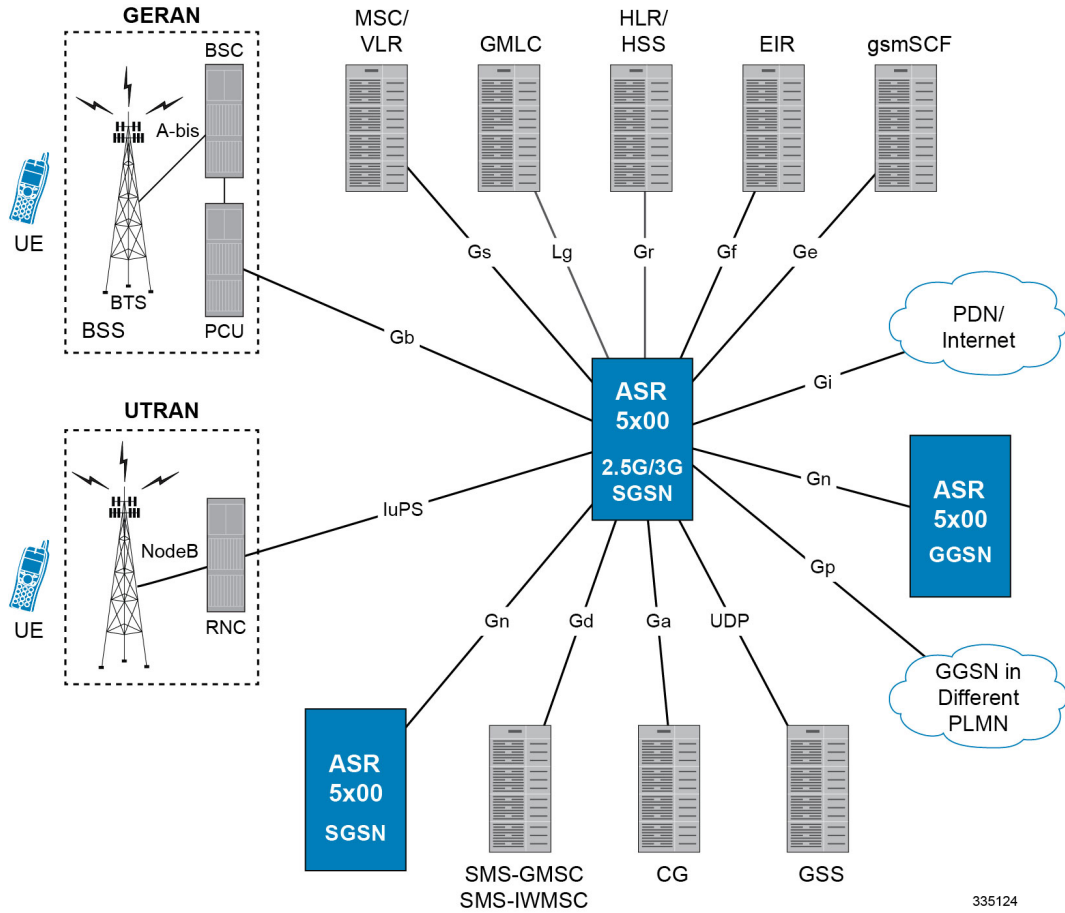 GERAN
BSC
A-bis
UE
BTS
BSS
PCU
MSC/
VLR
GMLC
HLR/
HSS
EIR
gsmSCF
Gs
Lg
Gr
Gf
Ge
Gb
PDN/
Internet
Gi
ASR
5x00
2.5G/3G
SGSN
UTRAN
NodeB
UE
RNC
IuPS
Gn
ASR
5x00
GGSN
Gp
GGSN in
Different
PLMN
Gn
Gd
Ga
UDP
ASR
5x00
SGSN
SMS-GMSC
SMS-IWMSC
CG
GSS
335124